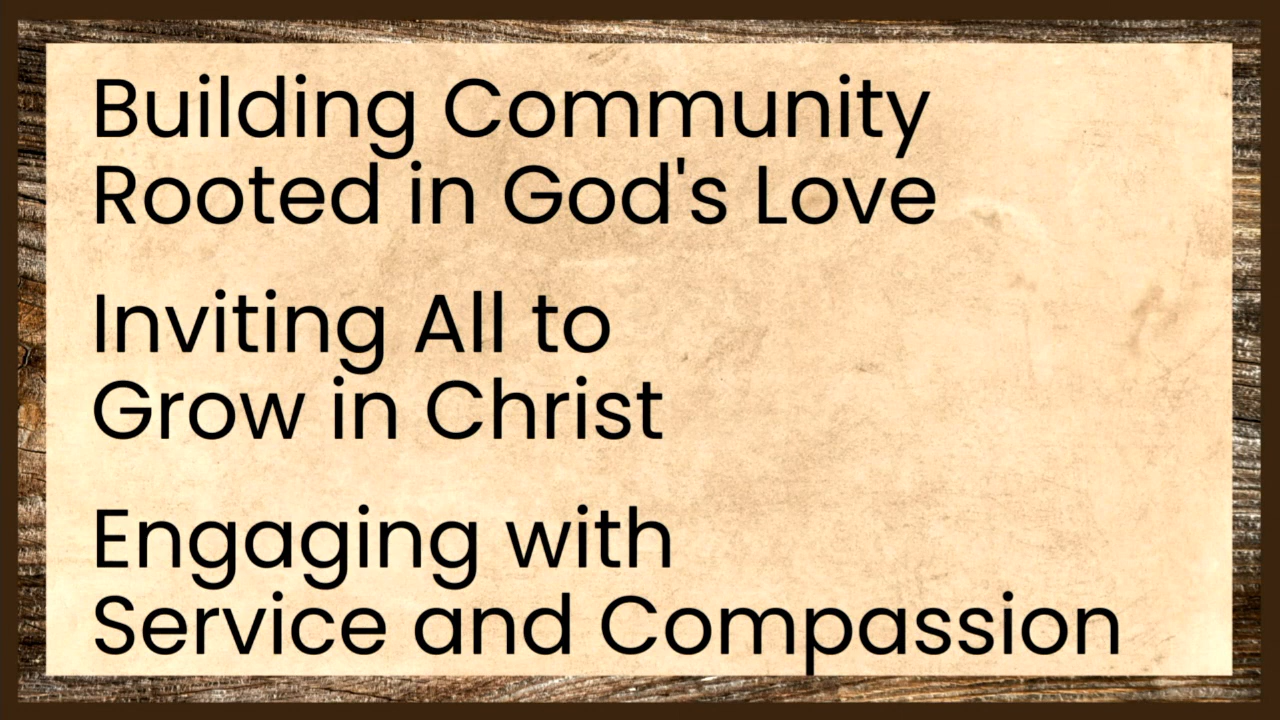 Building Community
Rooted in God's Love
Inviting All to
Grow in Christ
Engaging with
Service and Compassion